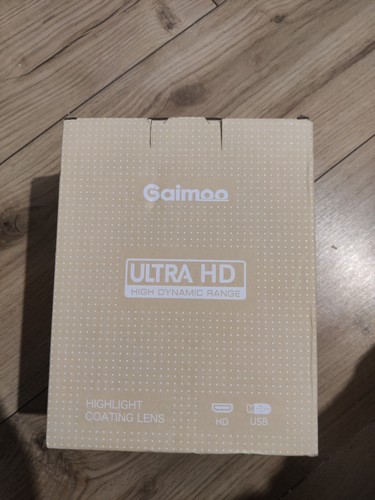 Gaimoo
ULTRA HD
HIGH DYNAMIC RANGE
HIGHLIGHT
COATING LENS
HD
USB